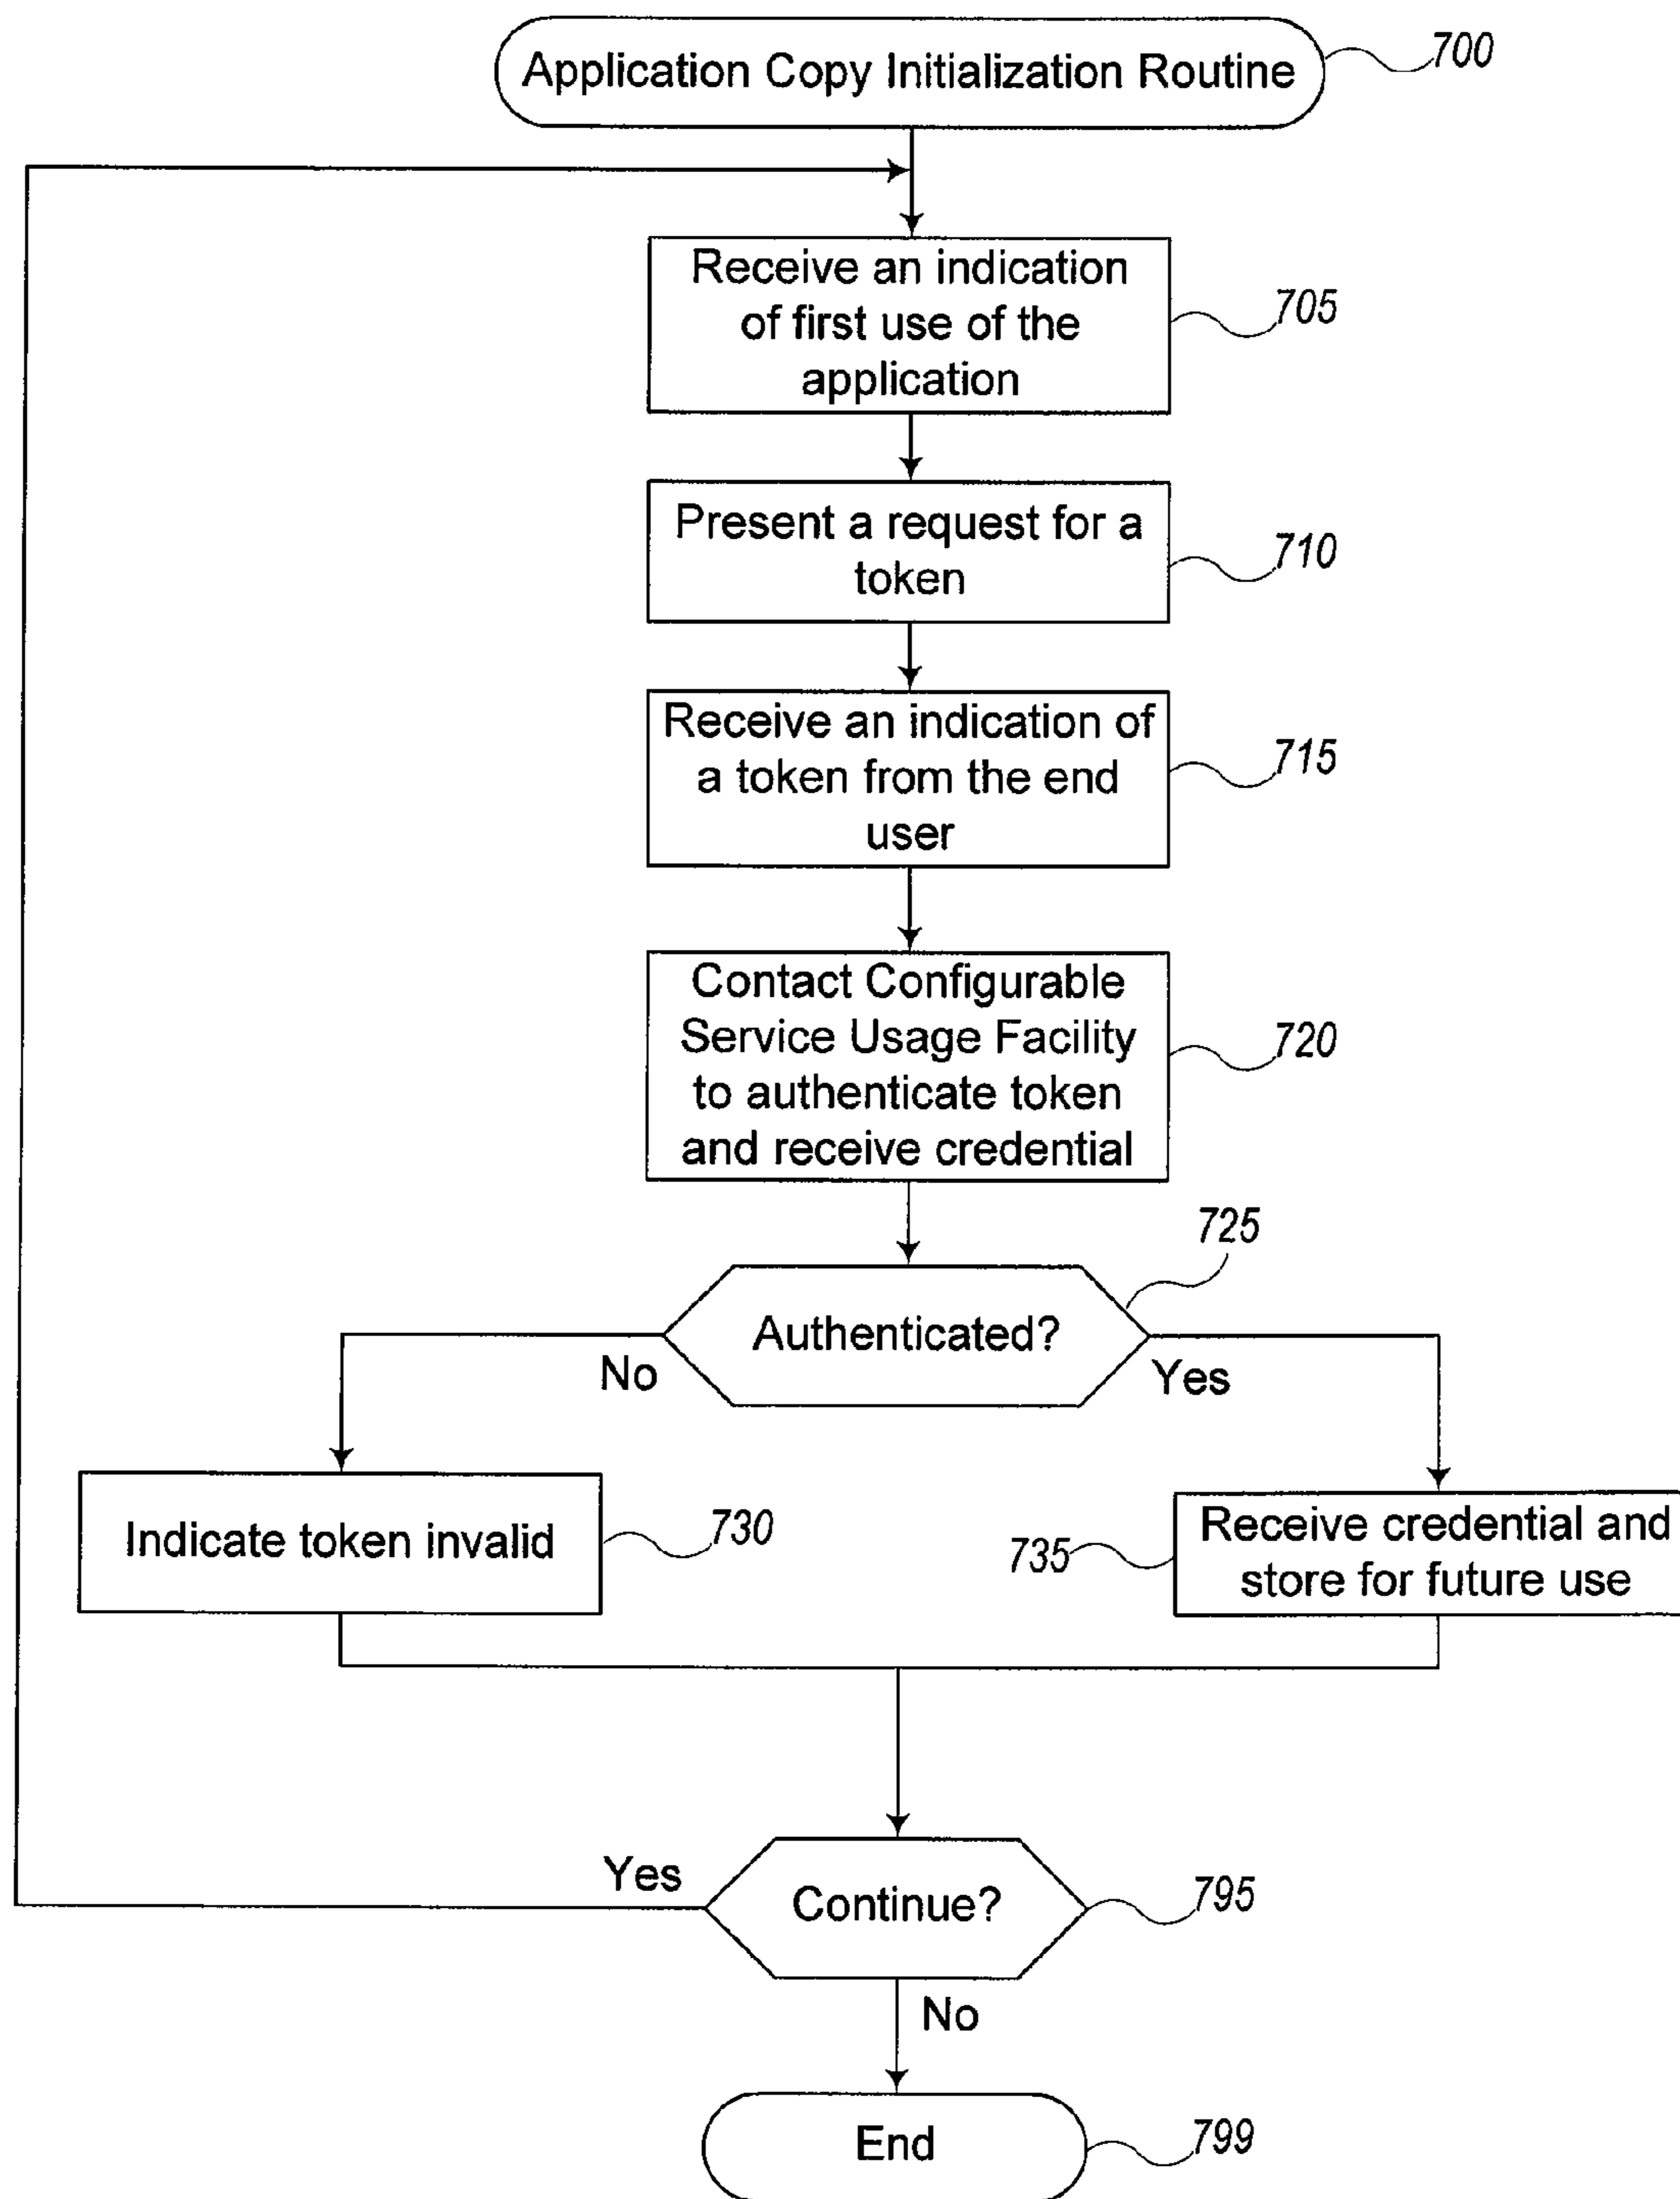 Application Copy Initialization Routine
700
Receive an indication
of first use of the
application
705
Present a request for a
token
710
Receive an indication of
a token from the end
user
715
Contact Configurable
Service Usage Facility
to authenticate token
and receive credential
720
725
Authenticated?
No
Yes
Indicate token invalid
730
735
Receive credential and
store for future use
Yes
Continue?
795
No
End
799